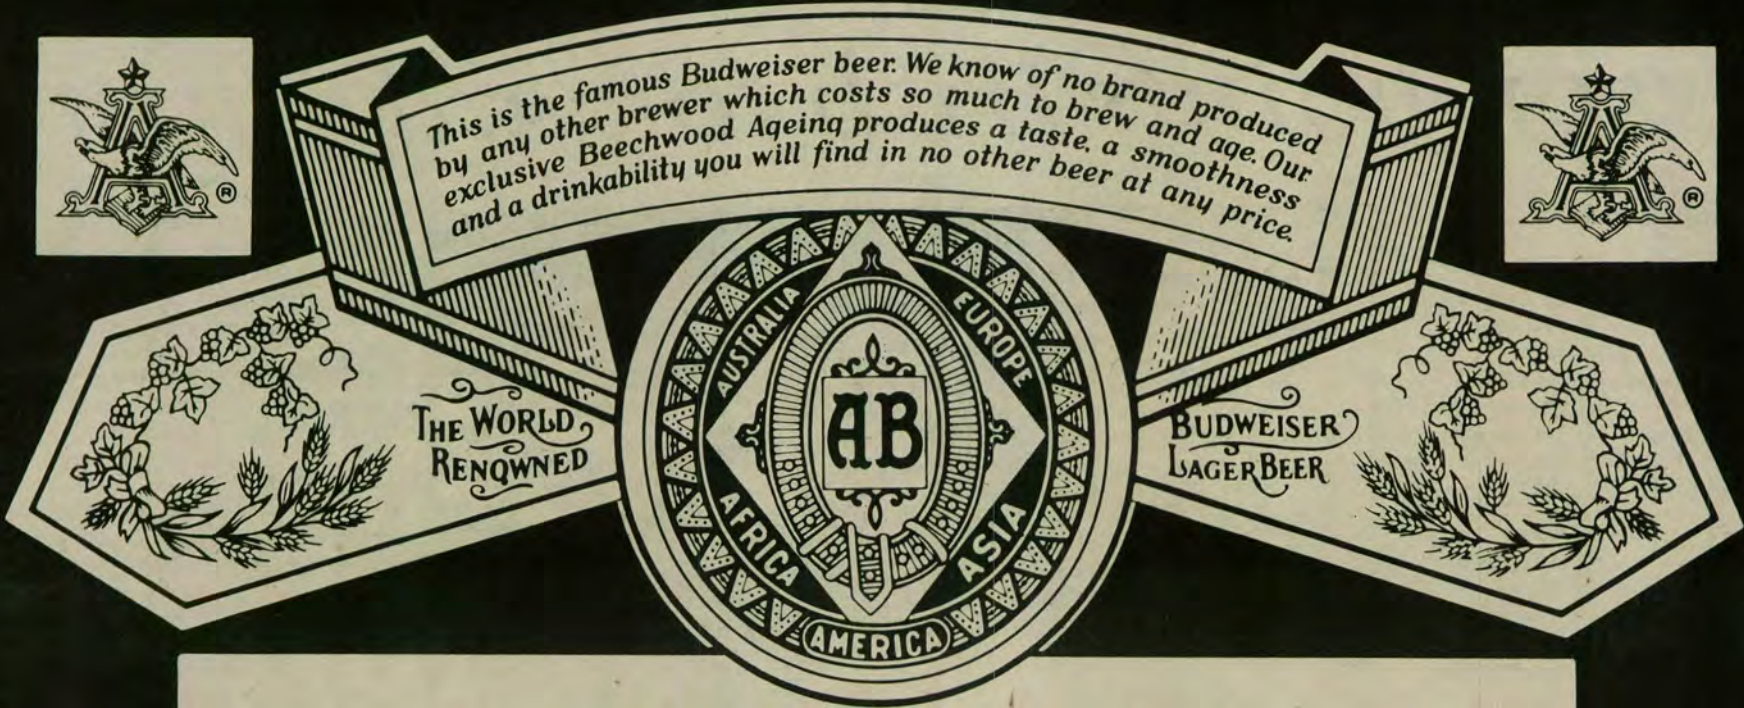 This is the famous Budweiser beer. We know of no brand produced
by any other brewer which costs so much to brew and age. Our
exclusive Beechwood Ageing produces a taste, a smoothness
and a drinkability you will find in no other beer at any price.
A ®
A ®
AUSTRALIA
EUROPE
AB
THE WORLD
RENOWNED
BUDWEISER
LAGER BEER
AFRICA
ASIA
AMERICA